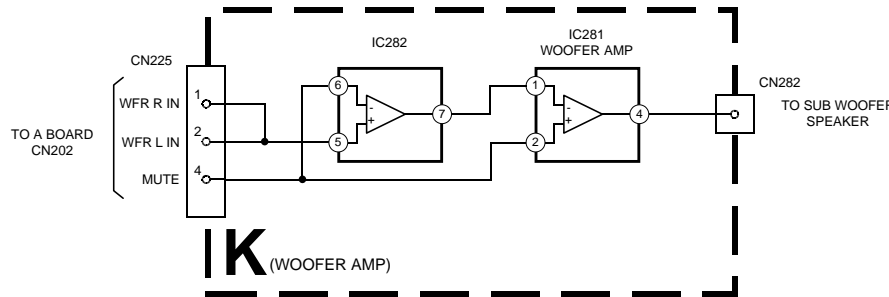 IC282
IC281
WOOFER AMP
CN225
CN282
TO SUB WOOFER
SPEAKER
1
WFR R IN
2
WFR L IN
4
MUTE
TO A BOARD
CN202
6
-
+
5
7
1
-
+
2
4
K (WOOFER AMP)